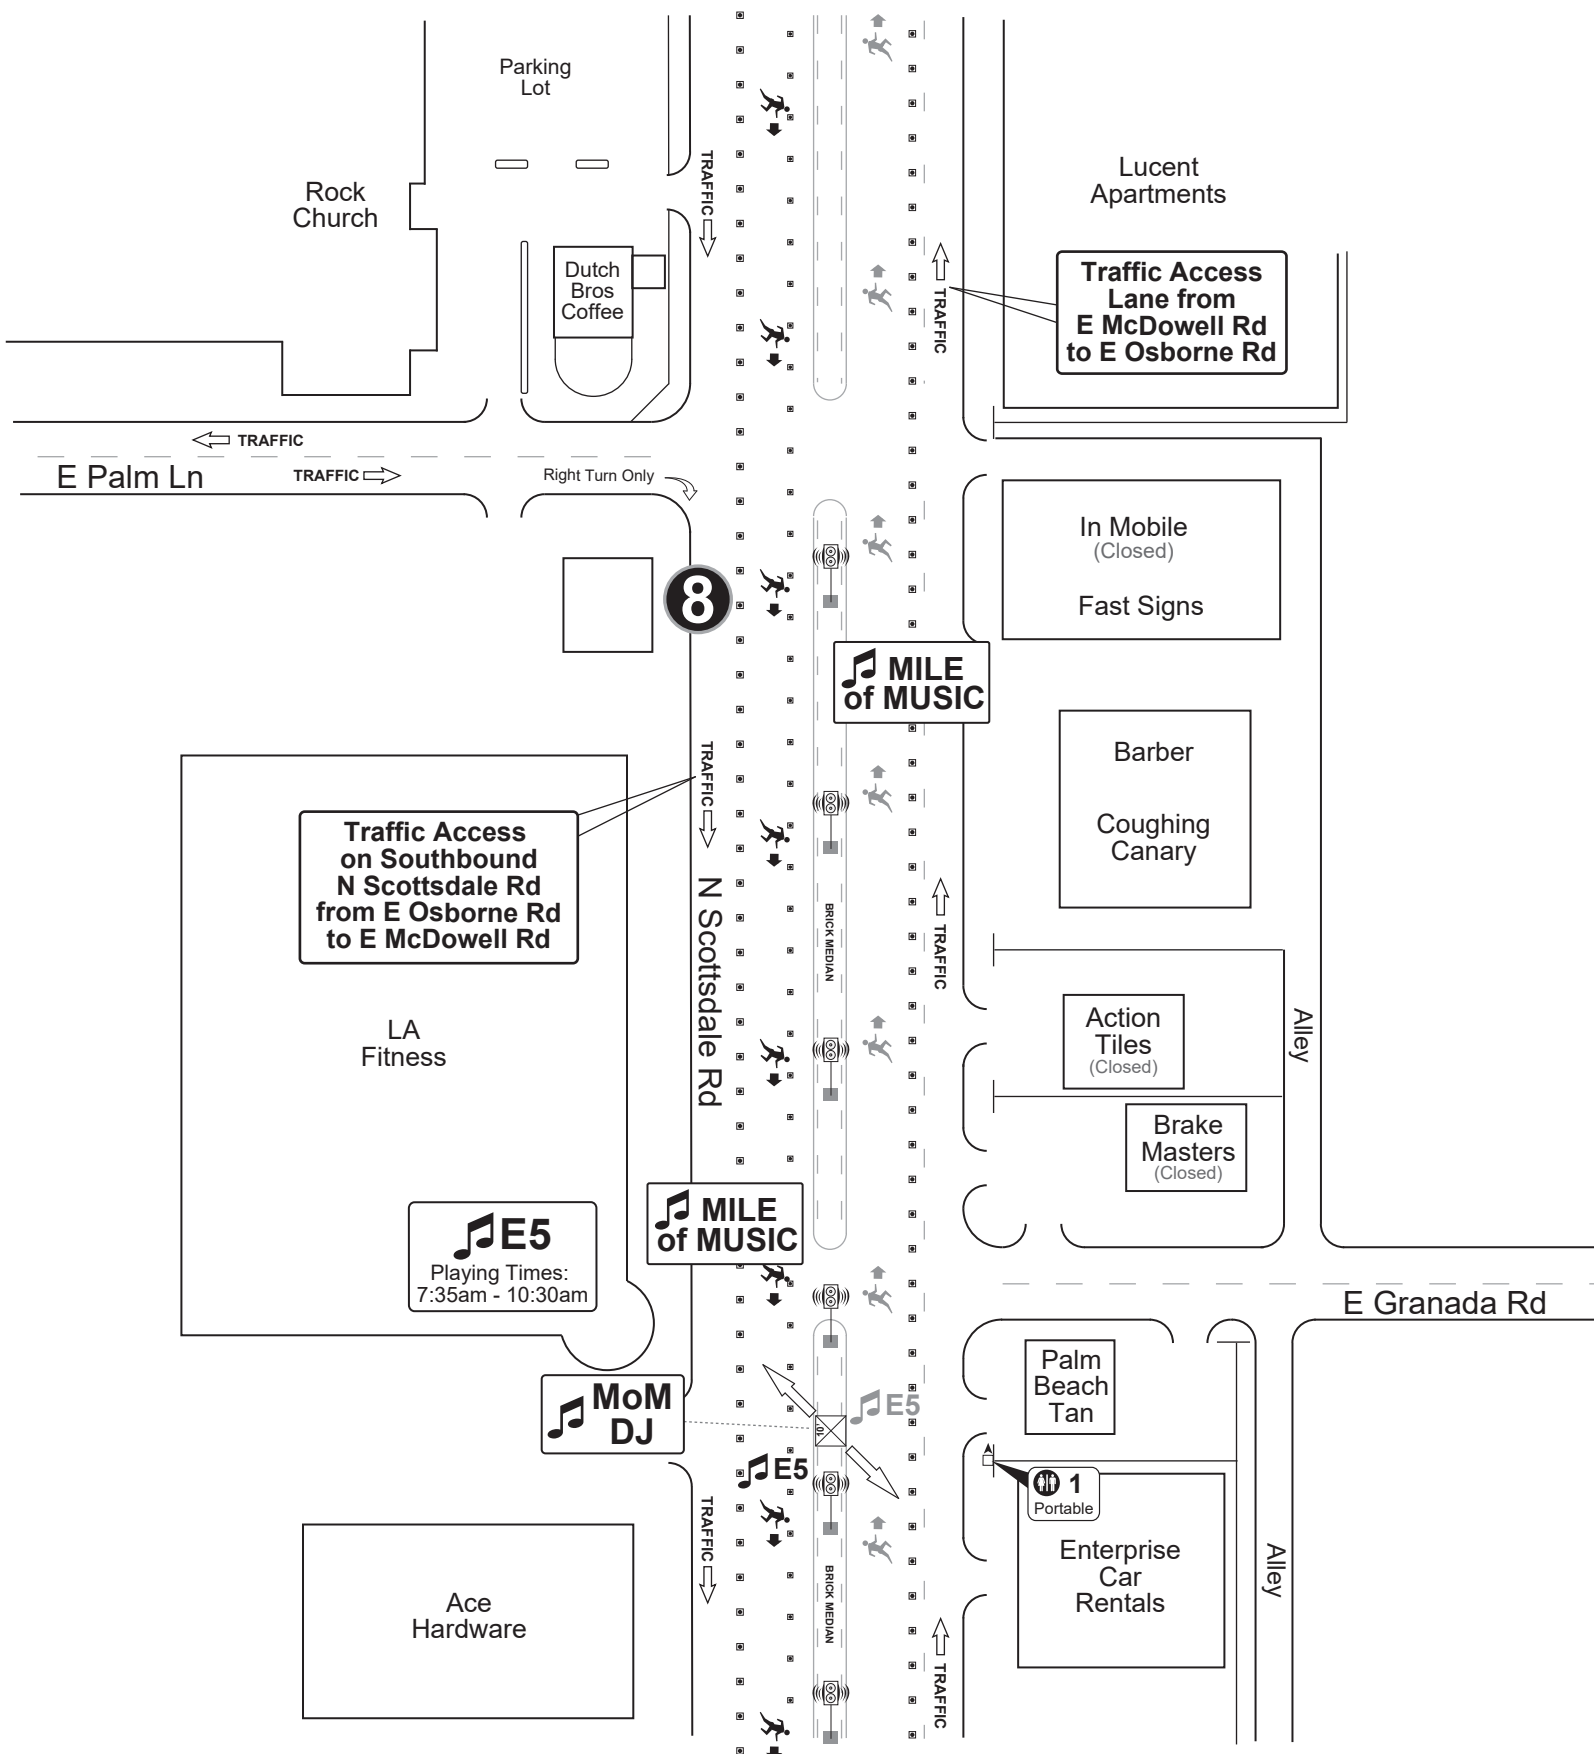 Parking
Lot
Rock
Church
Dutch
Bros
Coffee
TRAFFIC
Lucent
Apartments
Traffic Access
Lane from
E McDowell Rd
to E Osborne Rd
TRAFFIC
TRAFFIC
E Palm Ln
TRAFFIC
Right Turn Only
In Mobile
(Closed)
Fast Signs
8
MILE
of MUSIC
Barber
Coughing
Canary
TRAFFIC
Traffic Access
on Southbound
N Scottsdale Rd
from E Osborne Rd
to E McDowell Rd
N Scottsdale Rd
BRICK MEDIAN
TRAFFIC
LA
Fitness
Action
Tiles
(Closed)
Alley
Brake
Masters
(Closed)
MILE
of MUSIC
E5
Playing Times:
7:35am - 10:30am
E Granada Rd
Palm
Beach
Tan
MoM
DJ
10'
E5
E5
1
Portable
TRAFFIC
Enterprise
Car
Rentals
Alley
Ace
Hardware
BRICK MEDIAN
TRAFFIC